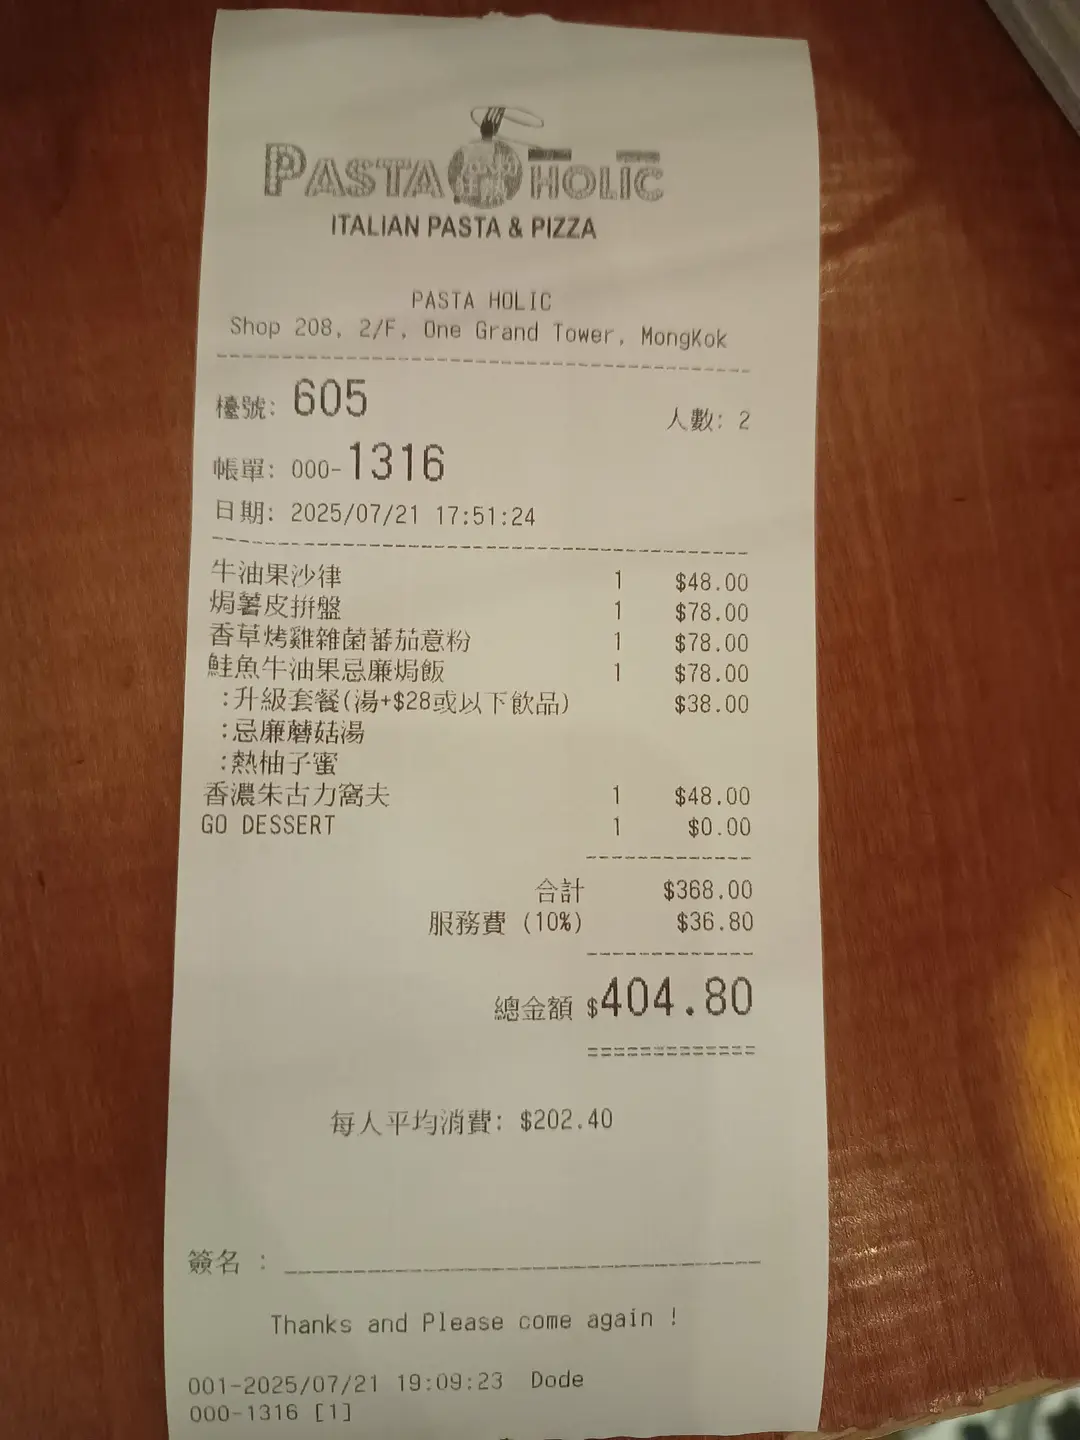 PASTA HOLIC
ITALIAN PASTA & PIZZA
PASTA HOLIC
Shop 208, 2/F, One Grand Tower, MongKok
檯號: 605 人數: 2
帳單: 000-1316
日期: 2025/07/21 17:51:24
牛油果沙律 1 $48.00
焗薯皮拼盤 1 $78.00
香草烤雞雜菌蕃茄意粉 1 $78.00
鮭魚牛油果忌廉焗飯 1 $78.00
:升級套餐(湯+$28或以下飲品) $38.00
:忌廉蘑菇湯
:熱柚子蜜
香濃朱古力窩夫 1 $48.00
GO DESSERT 1 $0.00
合計 $368.00
服務費 (10%) $36.80
總金額 $404.80
============
每人平均消費: $202.40
簽名 :
Thanks and Please come again !
001-2025/07/21 19:09:23 Dode
000-1316 [1]